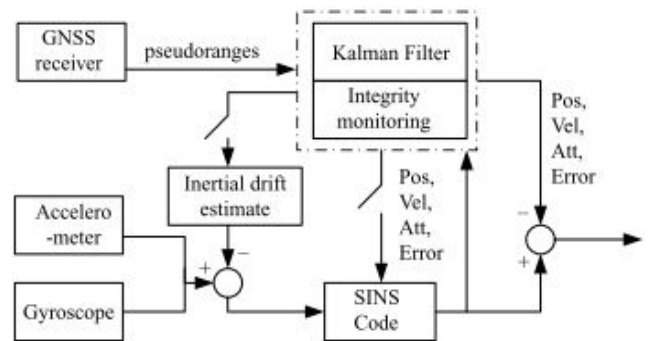 GNSS
receiver
pseudoranges
Kalman Filter
Integrity
monitoring
Pos,
Vel,
Att,
Error
Inertial drift
estimate
Pos,
Vel,
Att,
Error
Accelero
-meter
+
−
−
+
Gyroscope
SINS
Code